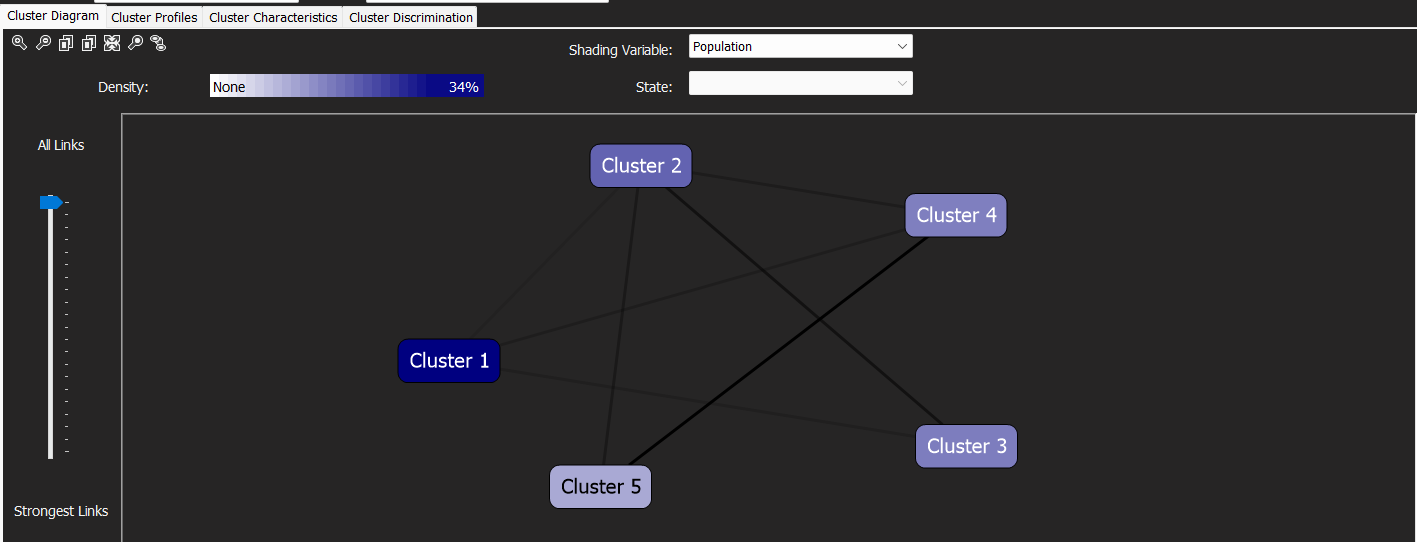 Cluster Diagram Cluster Profiles Cluster Characteristics Cluster Discrimination
Shading Variable: Population
Density: None 34% State:
All Links
Cluster 2
Cluster 4
Cluster 1
Cluster 3
Cluster 5
Strongest Links